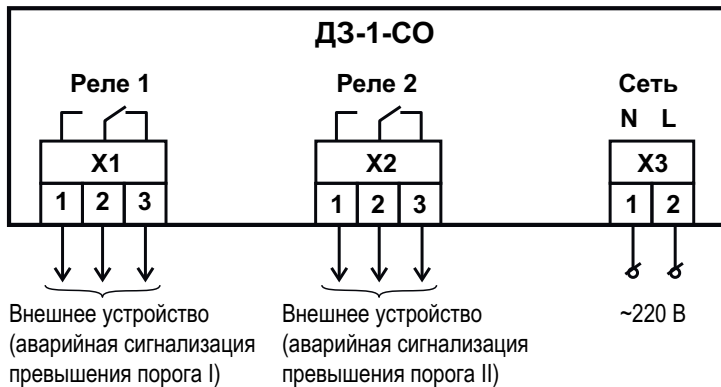 ДЗ-1-СО
Реле 1
Реле 2
Сеть
N L
X1
X2
X3
1 2 3
1 2 3
1 2
Внешнее устройство
(аварийная сигнализация
превышения порога I)
Внешнее устройство
(аварийная сигнализация
превышения порога II)
~220 В